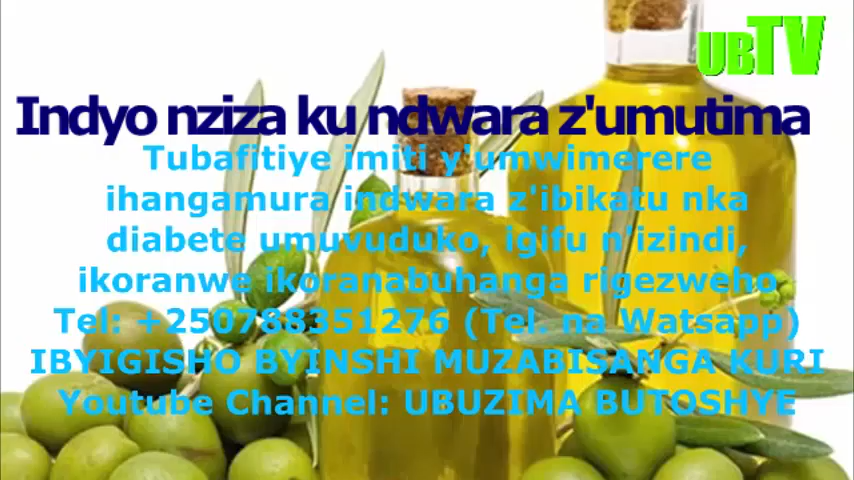 UBTV
Indyo nziza ku ndwara z'umutima
Tubafitiye imiti y'umwimerere
ihangamura indwara z'ibikatu nka
diabete umuvuduko, igifu n'izindi,
ikoranwe ikoranabuhanga rigezweho
Tel: +250788351276 (Tel. na Watsapp)
IBYIGISHO BYINSHI MUZABISANGA KURI
Youtube Channel: UBUZIMA BUTOSHYE